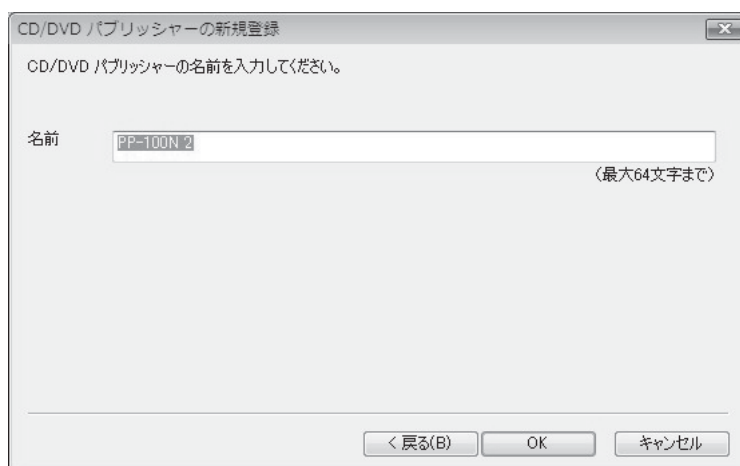 CD/DVD パブリッシャーの新規登録
CD/DVD パブリッシャーの名前を入力してください。
名前 PP-100N 2
(最大64文字まで)
< 戻る(B) OK キャンセル